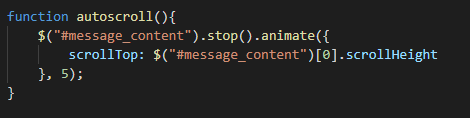 function autoscroll(){
    $("#message_content").stop().animate({
        scrollTop: $("#message_content")[0].scrollHeight
    }, 5);
}